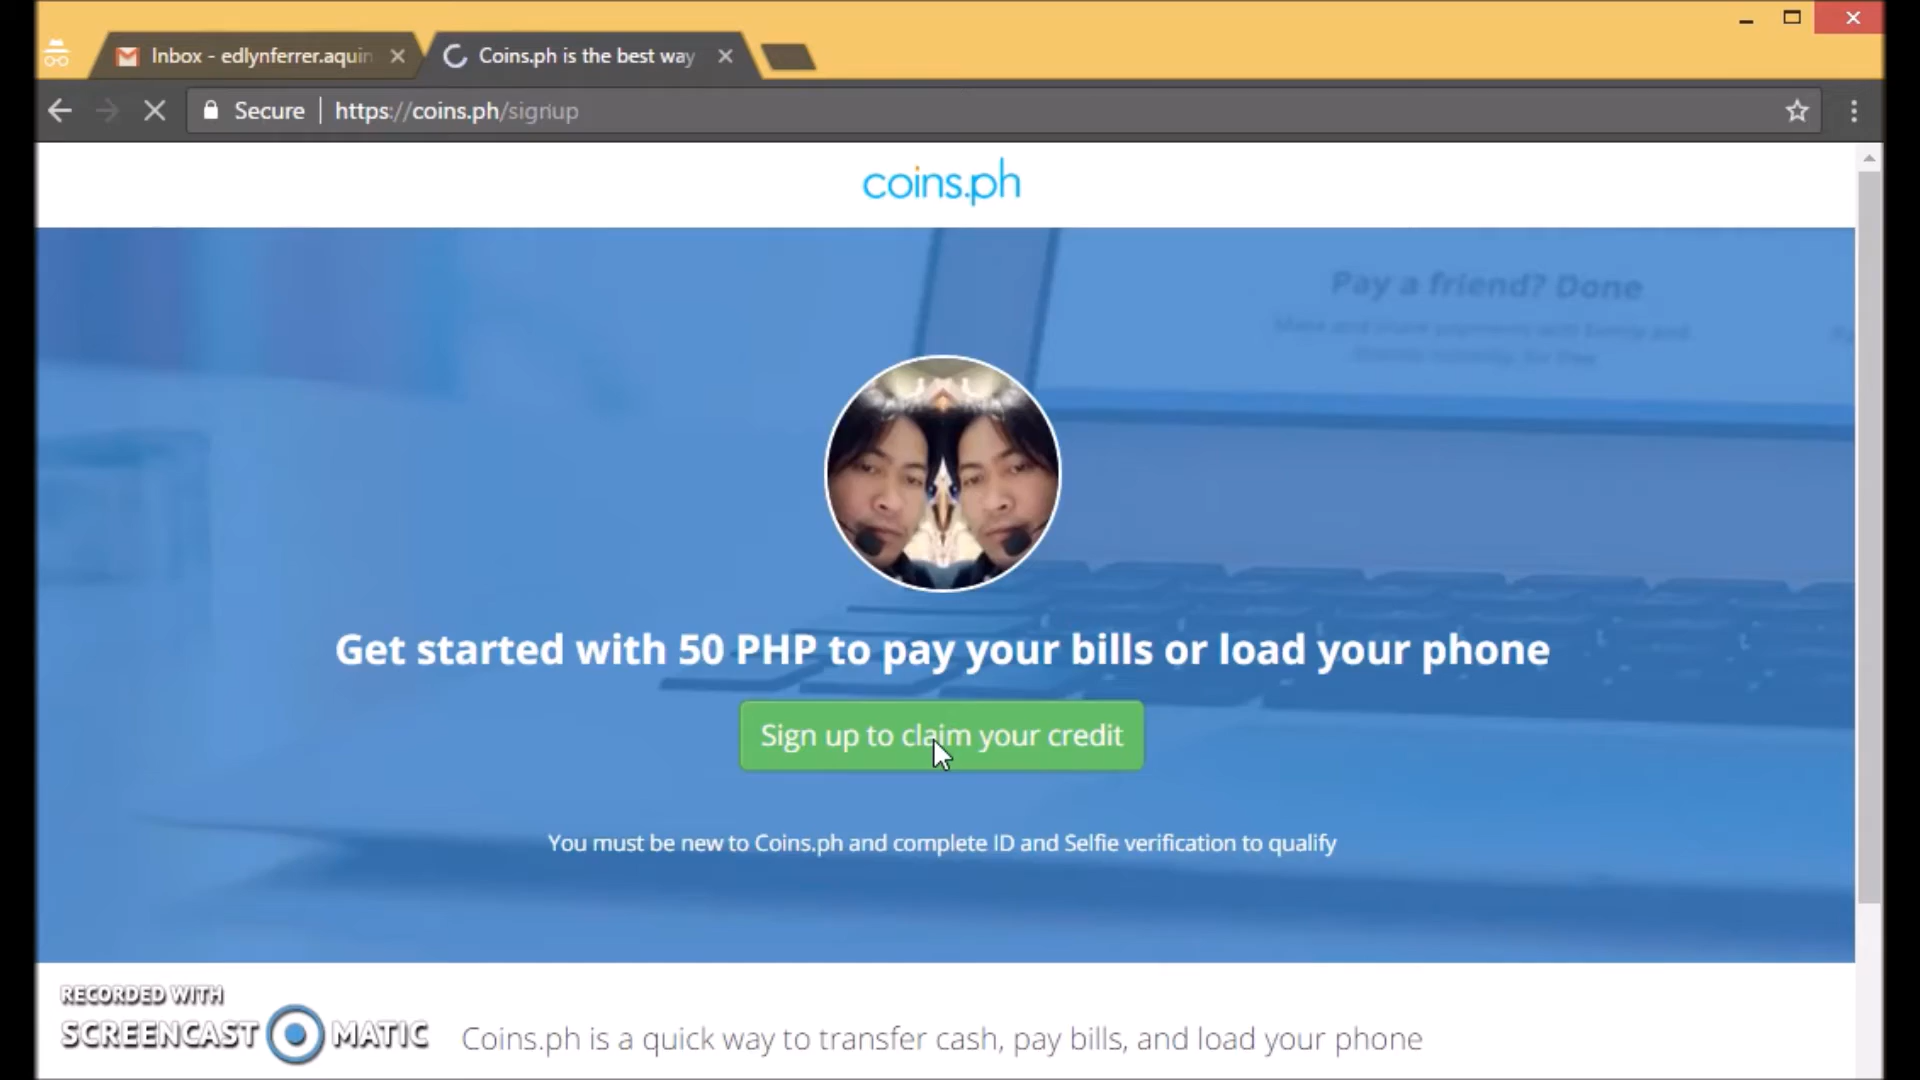 Inbox - edlynferrer.aquin
Coins.ph is the best way
Secure
https://coins.ph/signup
coins.ph
Pay a friend? Done
Get started with 50 PHP to pay your bills or load your phone
Sign up to claim your credit
You must be new to Coins.ph and complete ID and Selfie verification to qualify
RECORDED WITH
SCREENCAST MATIC
Coins.ph is a quick way to transfer cash, pay bills, and load your phone